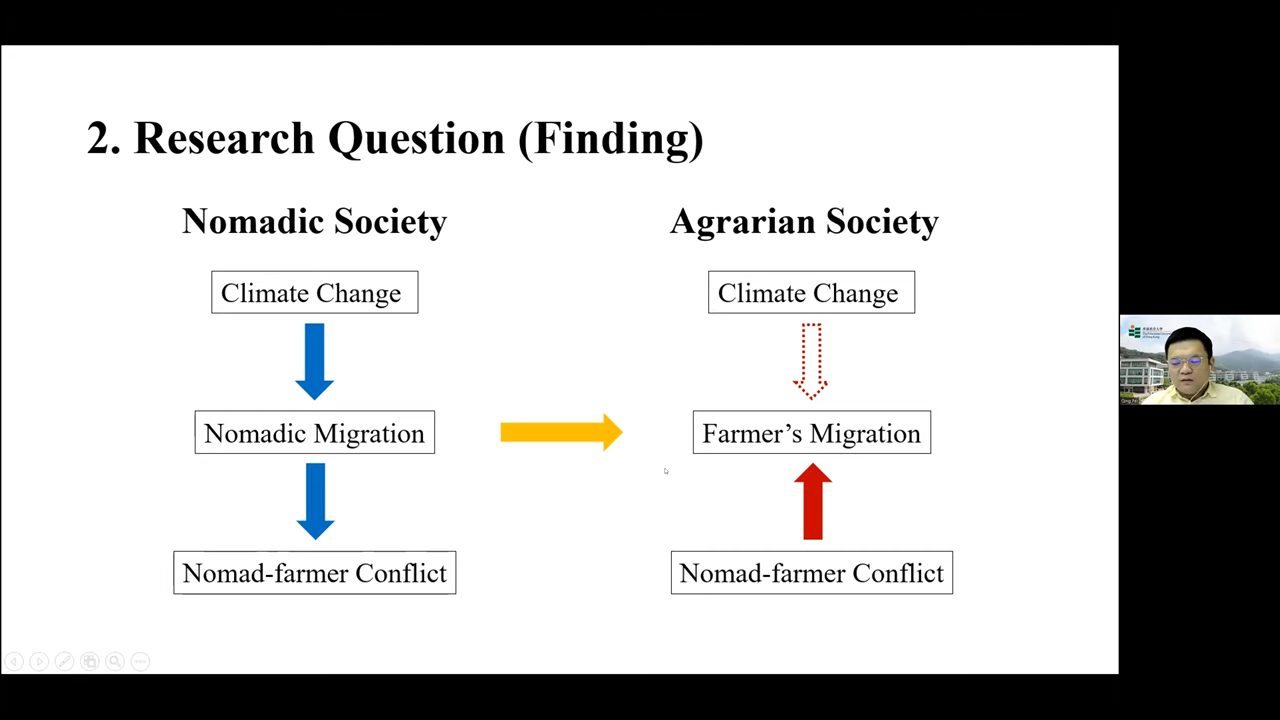 2. Research Question (Finding)
Nomadic Society
Agrarian Society
Climate Change
Climate Change
Nomadic Migration
Farmer’s Migration
Nomad-farmer Conflict
Nomad-farmer Conflict